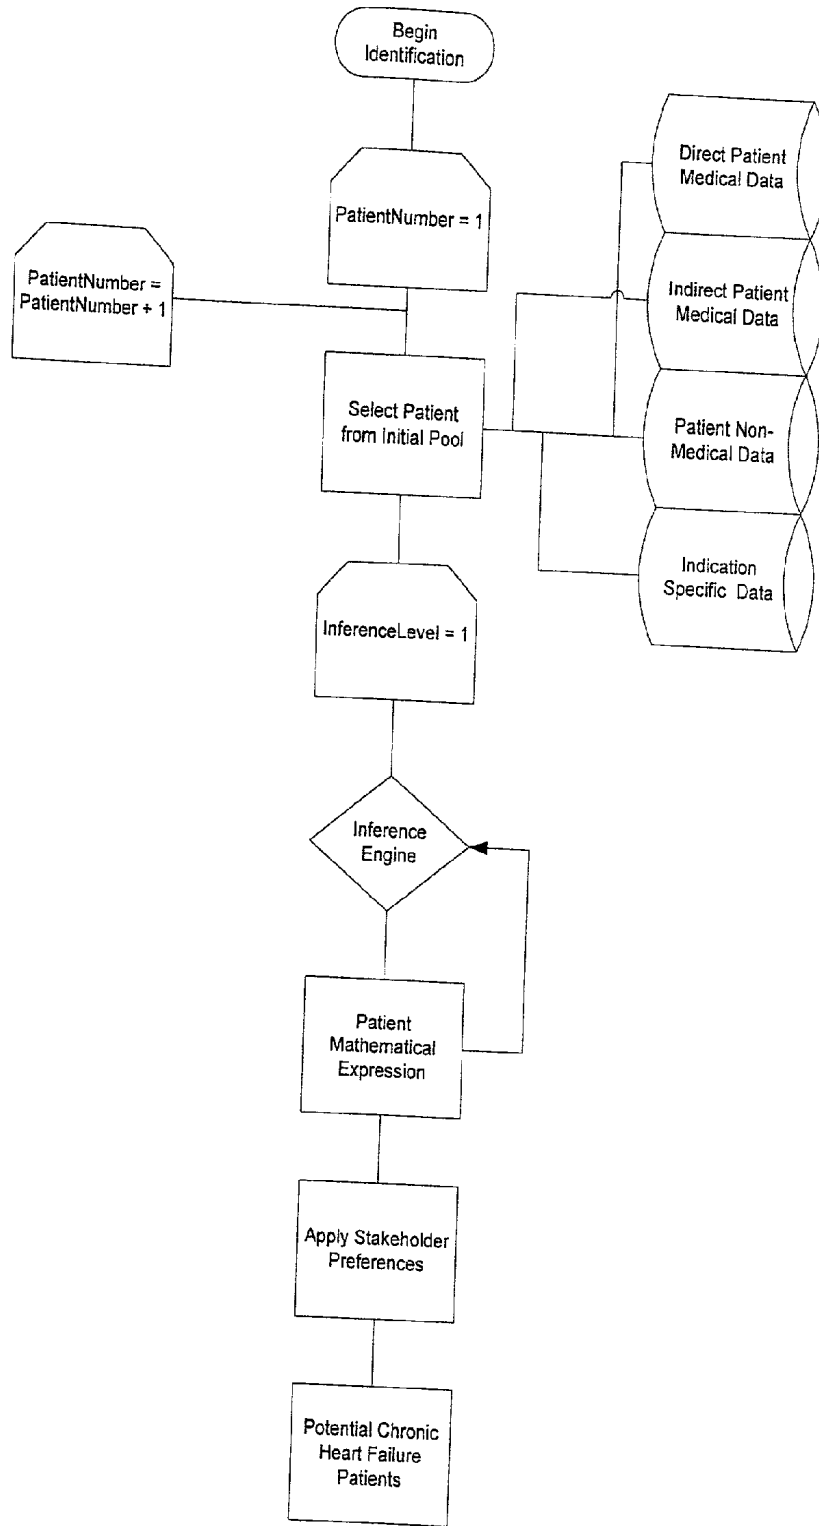 Begin
Identification
PatientNumber = 1
PatientNumber =
PatientNumber + 1
Select Patient
from Initial Pool
Direct Patient
Medical Data
Indirect Patient
Medical Data
Patient Non-
Medical Data
Indication
Specific Data
InferenceLevel = 1
Inference
Engine
Patient
Mathematical
Expression
Apply Stakeholder
Preferences
Potential Chronic
Heart Failure
Patients